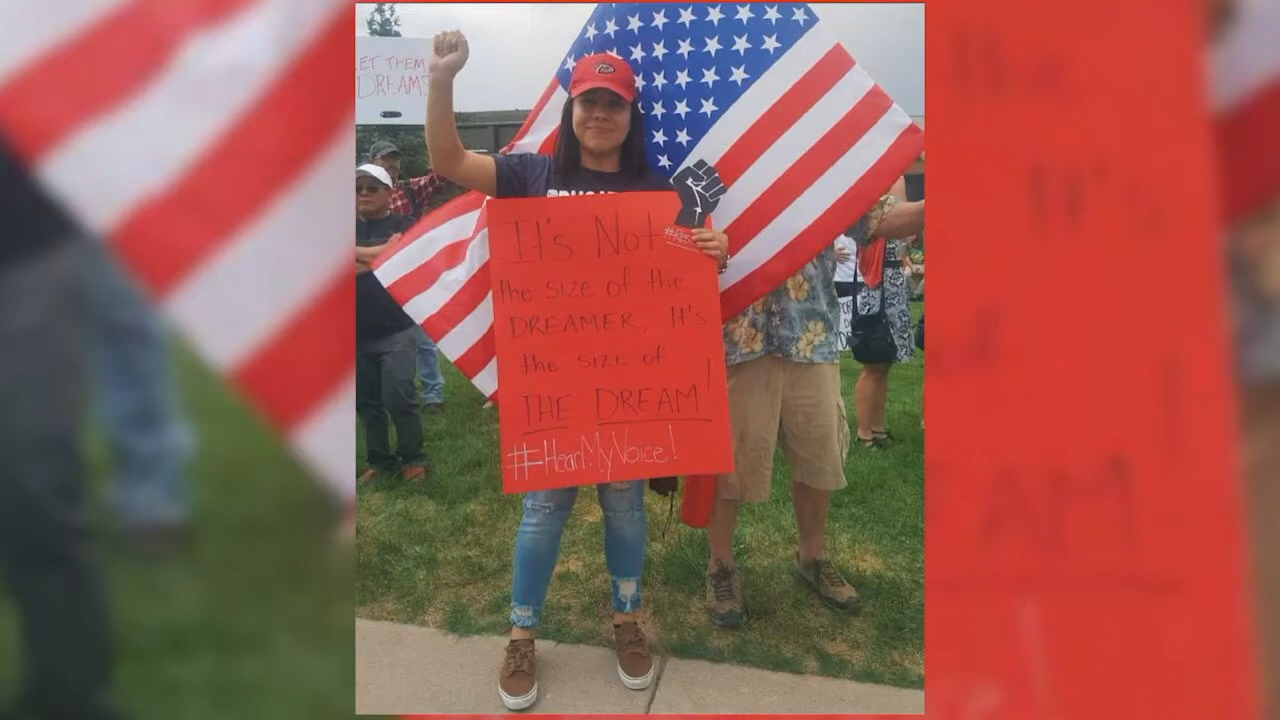 LET THEM
DREAMS
It's Not
the size of the
DREAMER, It's
the size of
THE DREAM!
#HearMyVoice!